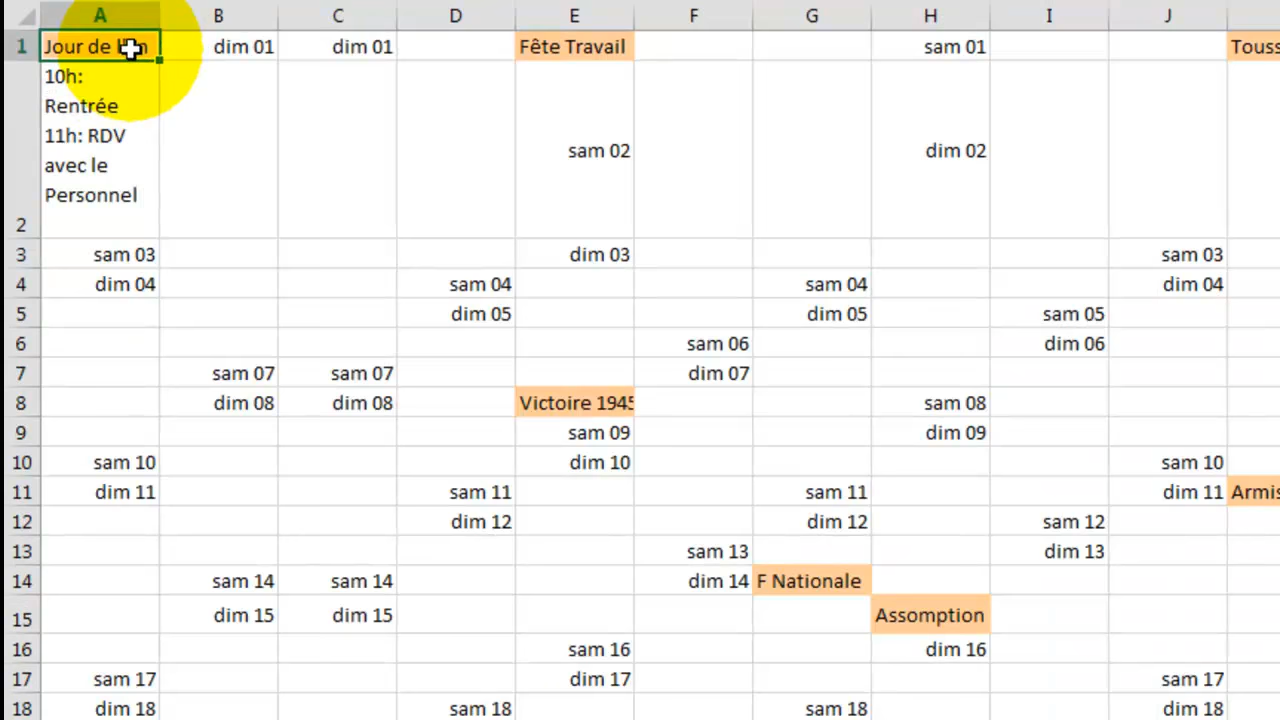 A B C D E F G H I J
1 Jour de dim 01 dim 01 Fête Travail sam 01 Touss
10h:
Rentrée
11h: RDV
avec le
Personnel
2 sam 02 dim 02
3 sam 03 dim 03 sam 03
4 dim 04 sam 04 sam 04 dim 04
5 dim 05 dim 05 sam 05
6 sam 06 dim 06
7 sam 07 sam 07 dim 07
8 dim 08 dim 08 Victoire 1945 sam 08
9 sam 09 dim 09
10 sam 10 dim 10 sam 10
11 dim 11 sam 11 sam 11 dim 11 Armis
12 dim 12 dim 12 sam 12
13 sam 13 dim 13
14 sam 14 sam 14 dim 14 F Nationale
15 dim 15 dim 15 Assomption
16 sam 16 dim 16
17 sam 17 dim 17 sam 17
18 dim 18 sam 18 sam 18 dim 18